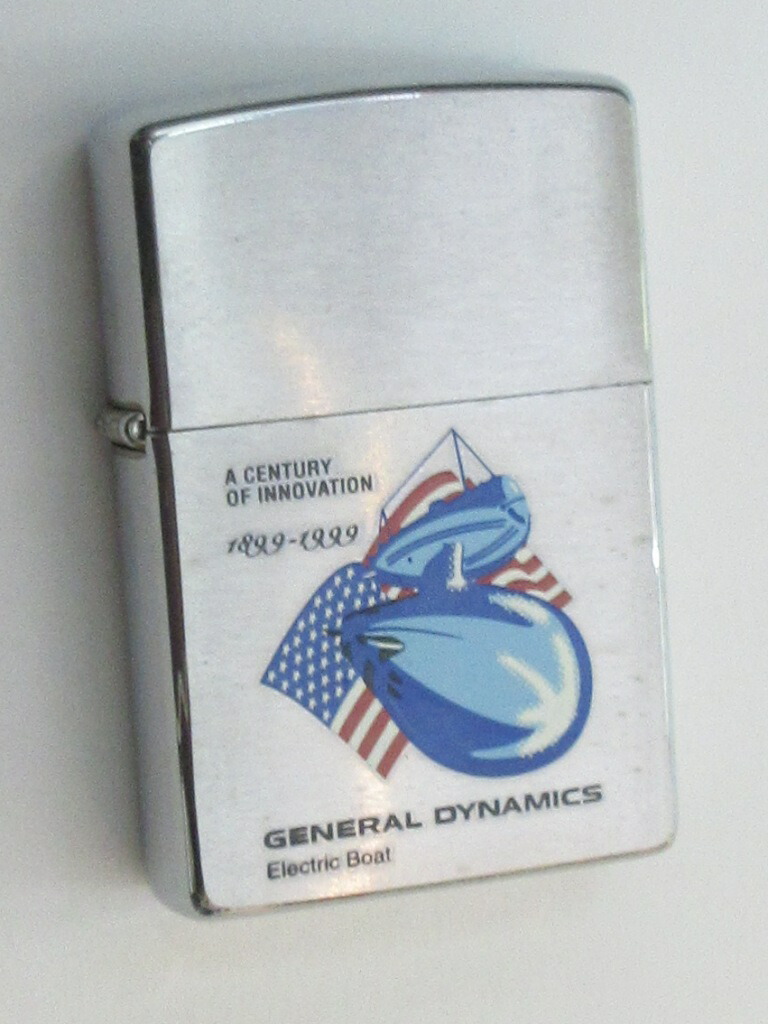 A CENTURY
OF INNOVATION
1899-1999
GENERAL DYNAMICS
Electric Boat